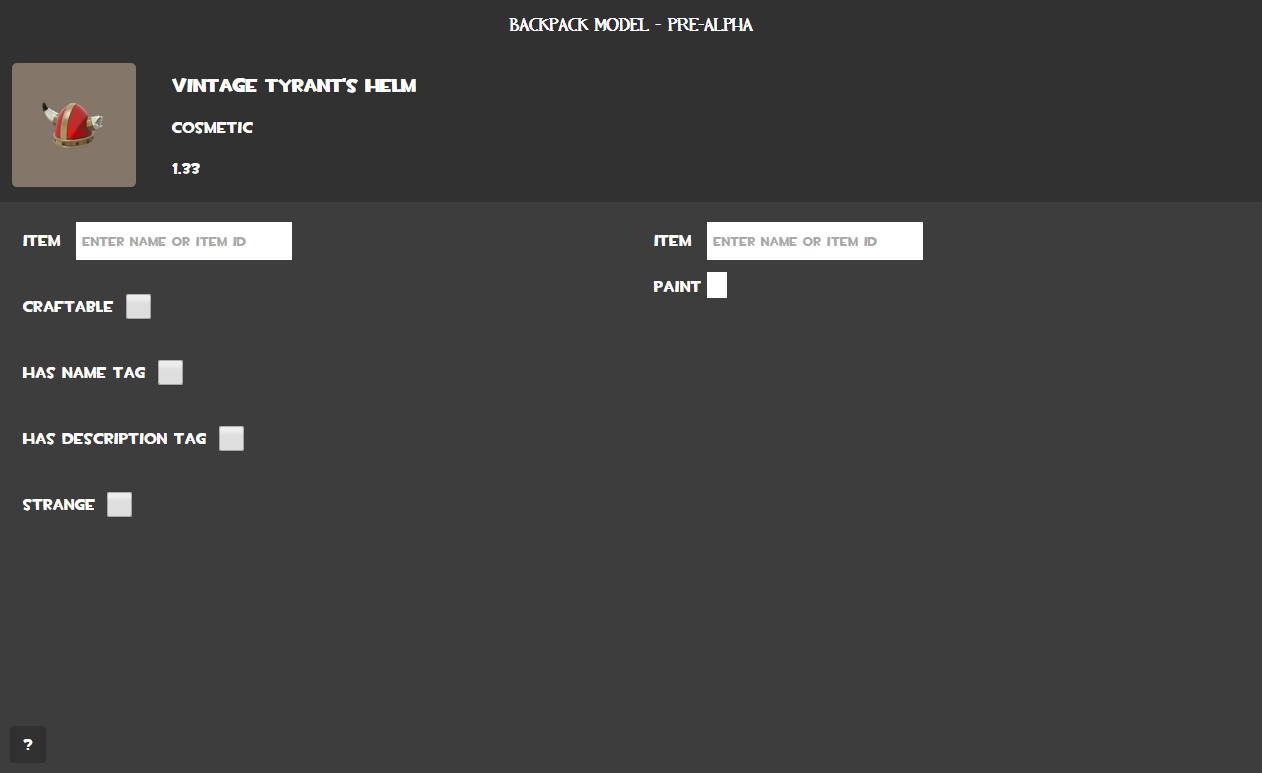 BACKPACK MODEL - PRE-ALPHA
VINTAGE TYRANT'S HELM
COSMETIC
1.33
ITEM ENTER NAME OR ITEM ID
CRAFTABLE
HAS NAME TAG
HAS DESCRIPTION TAG
STRANGE
ITEM ENTER NAME OR ITEM ID
PAINT
?